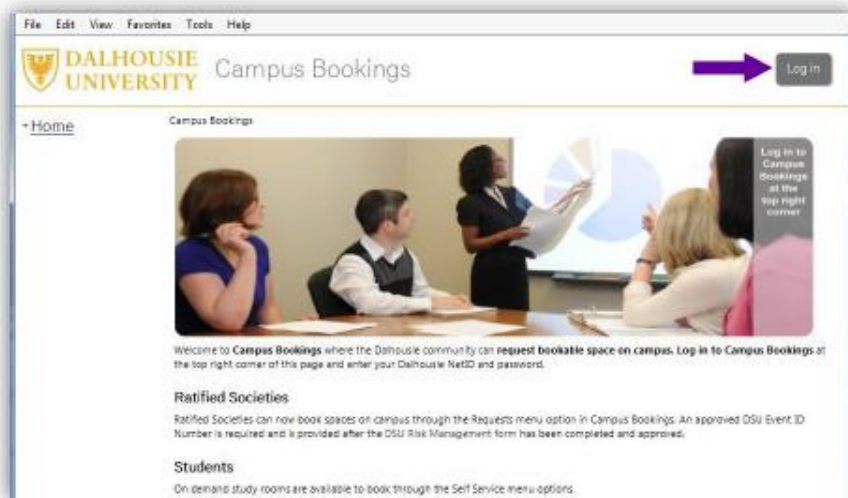 File Edit View Favorites Tools Help
DALHOUSIE
UNIVERSITY
Campus Bookings
Log in
Home
Campus Bookings
Log in to
Campus
Bookings
at the
top right
corner
Welcome to Campus Bookings where the Dalhousie community can request bookable space on campus. Log in to Campus Bookings at
the top right corner of this page and enter your Dalhousie NetID and password.
Ratified Societies
Ratified Societies can now book spaces on campus through the Requests menu option in Campus Bookings. An approved DSU Event ID
Number is required and is provided after the DSU Risk Management form has been completed and approved.
Students
On demand study rooms are available to book through the Self Service menu options.